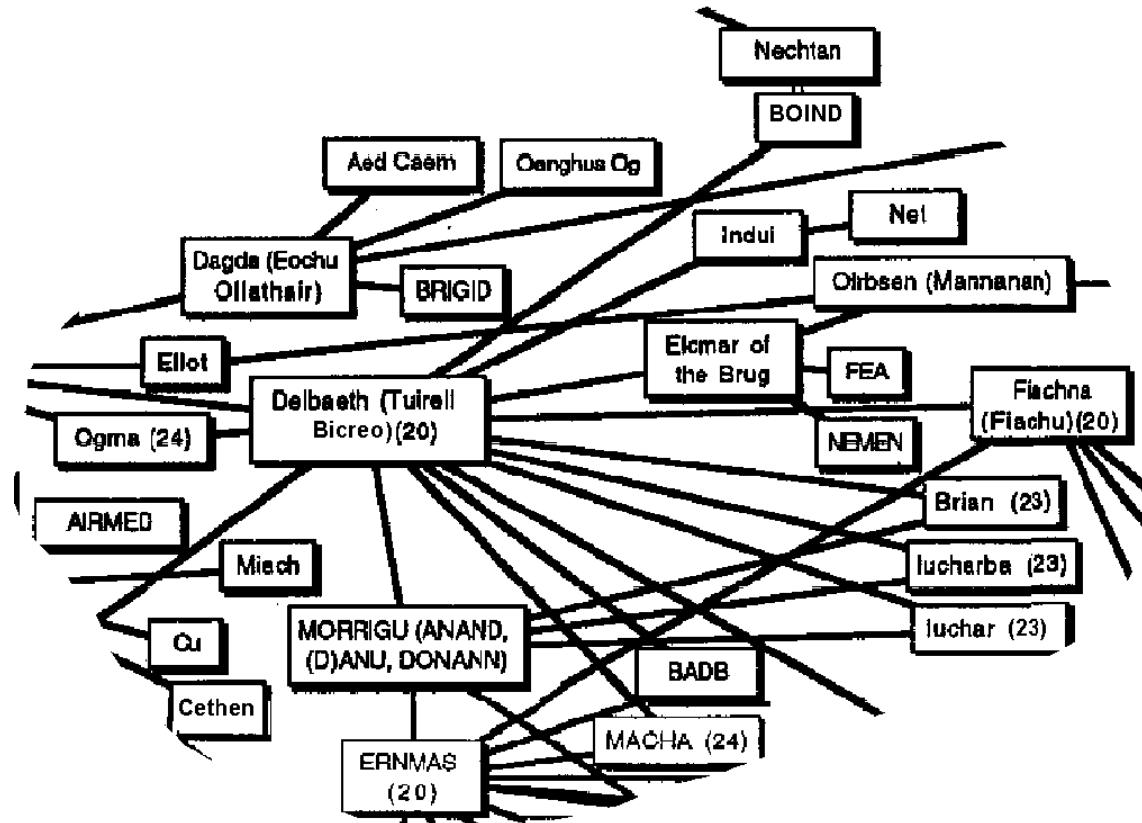 Nechtan
BOIND
Aed Caem
Oenghus Og
Net
Indui
Dagda (Eochu
Ollathair)
BRIGID
Oirbsen (Mannanan)
Ellot
Elcmar of
the Brug
FEA
Fiachna
(Fiachu)(20)
Delbaeth (Tuirell
Bicreo)(20)
Ogma (24)
NEMEN
Brian (23)
AIRMED
Iucharba (23)
Miach
Iuchar (23)
MORRIGU (ANAND,
(D)ANU, DONANN)
Cu
BADB
Cethen
MACHA (24)
ERNMAS
(20)